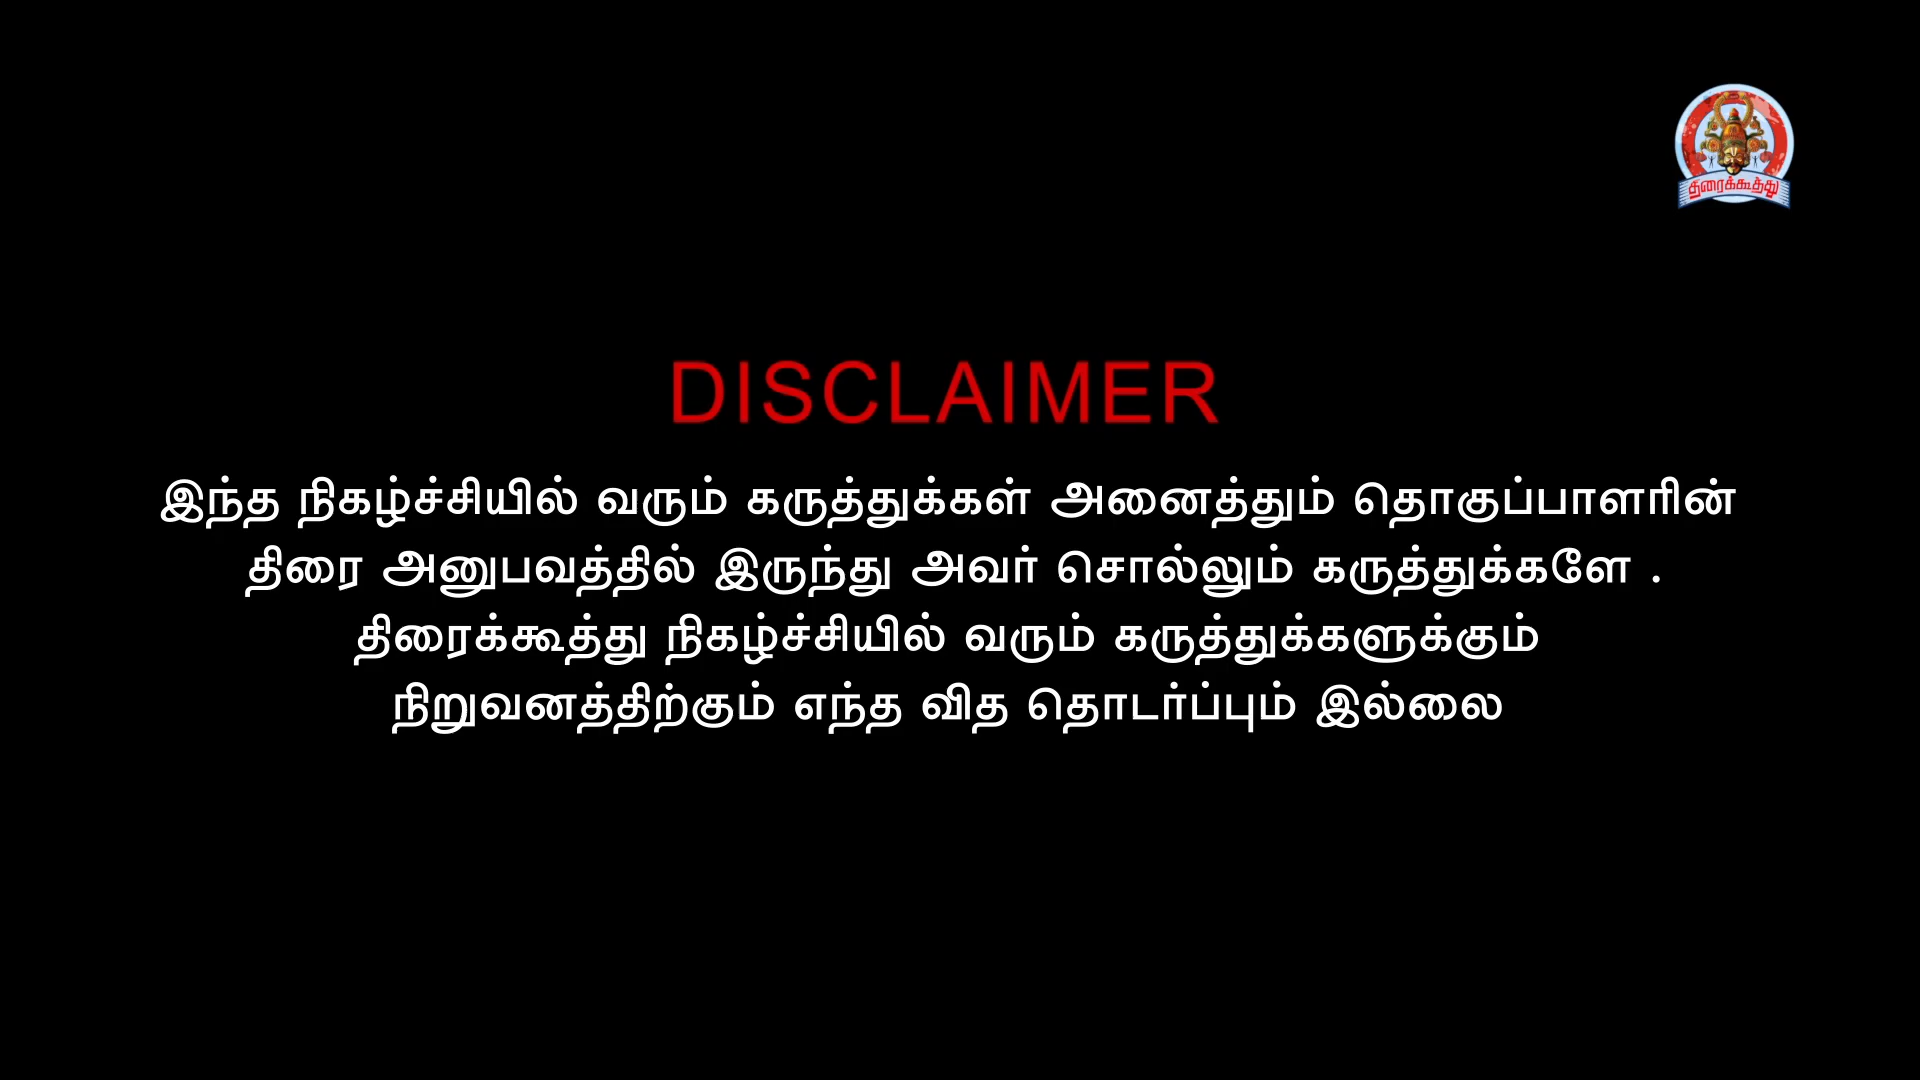 திரைக்கூத்து
DISCLAIMER
இந்த நிகழ்ச்சியில் வரும் கருத்துக்கள் அனைத்தும் தொகுப்பாளரின்
திரை அனுபவத்தில் இருந்து அவர் சொல்லும் கருத்துக்களே .
திரைக்கூத்து நிகழ்ச்சியில் வரும் கருத்துக்களுக்கும்
நிறுவனத்திற்கும் எந்த வித தொடர்ப்பும் இல்லை